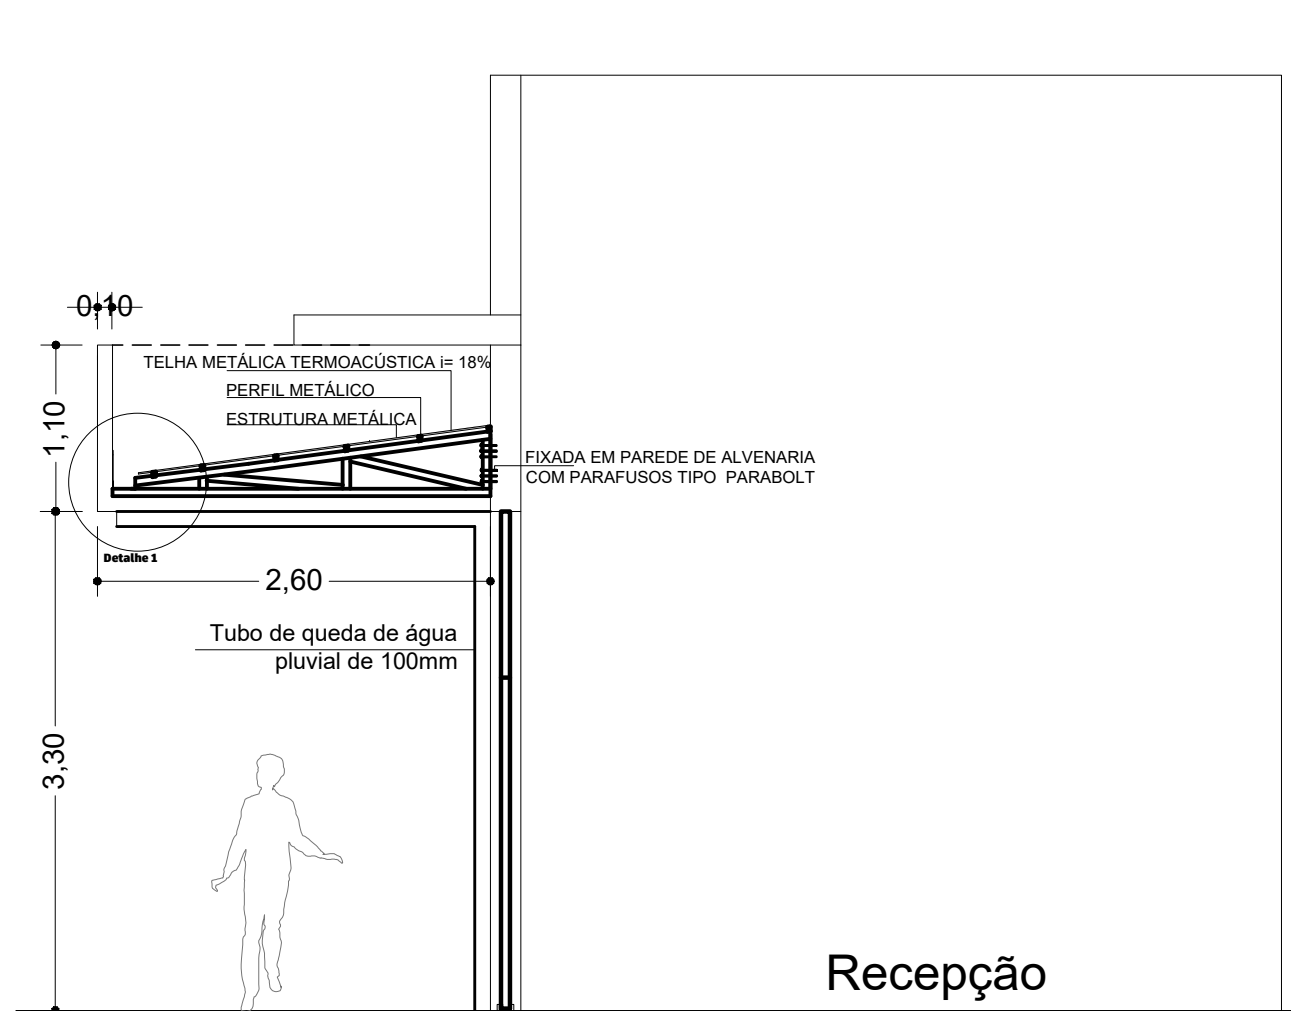 0,10
TELHA METÁLICA TERMOACÚSTICA i= 18%
PERFIL METÁLICO
ESTRUTURA METÁLICA
1,10
FIXADA EM PAREDE DE ALVENARIA
COM PARAFUSOS TIPO PARABOLT
Detalhe 1
2,60
Tubo de queda de água
pluvial de 100mm
3,30
Recepção